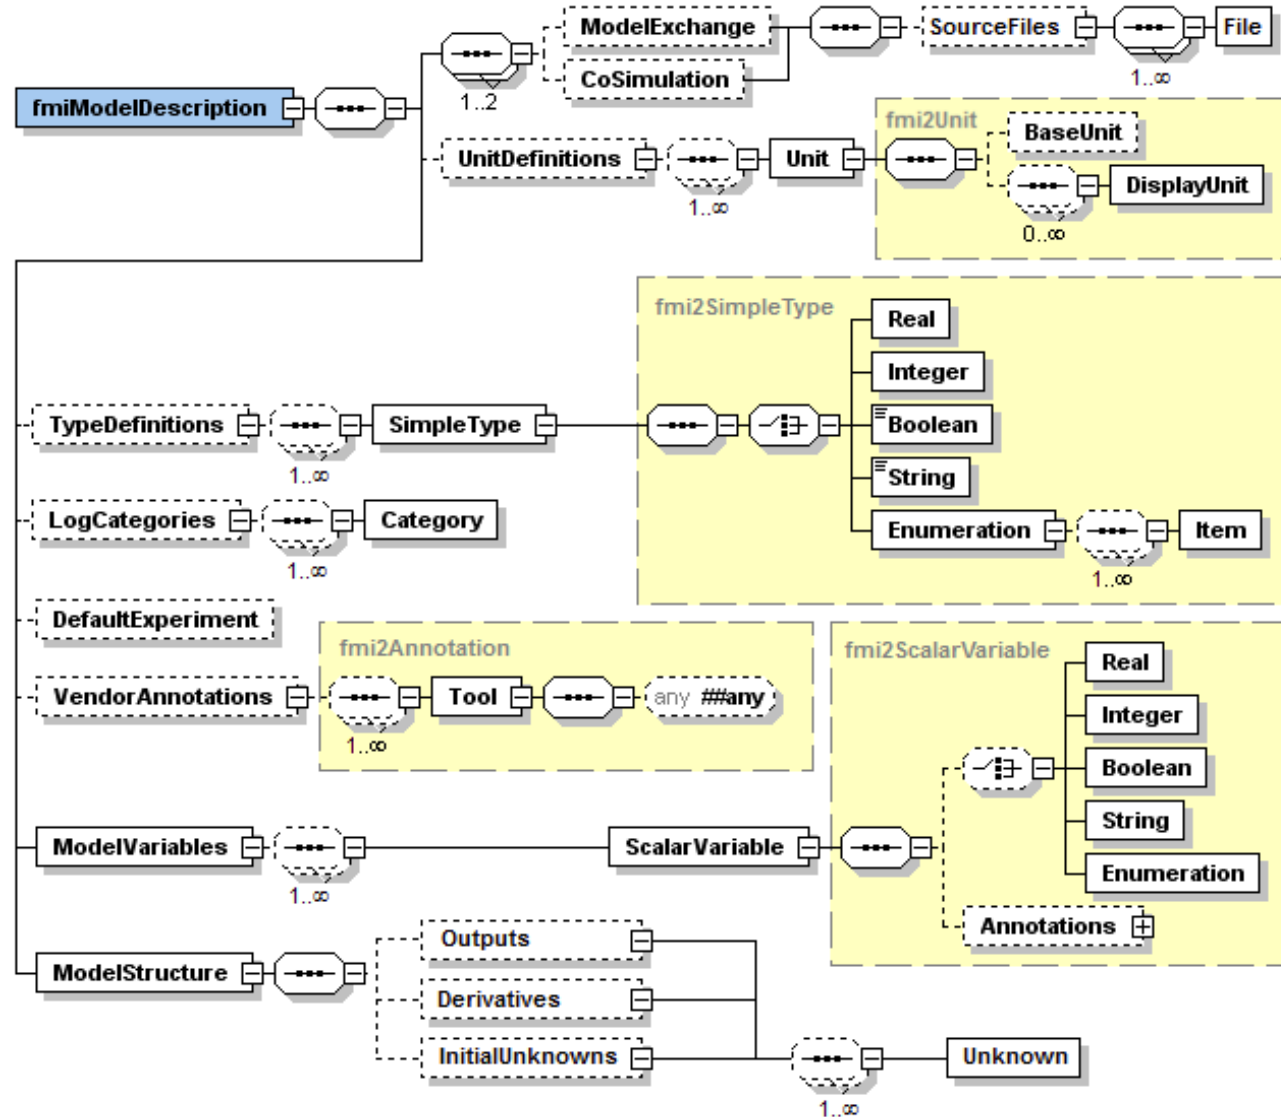 ModelExchange
SourceFiles
File
CoSimulation
1..2
1..∞
fmiModelDescription
fmi2Unit
BaseUnit
UnitDefinitions
Unit
DisplayUnit
1..∞
0..∞
fmi2SimpleType
Real
Integer
TypeDefinitions
SimpleType
Boolean
1..∞
String
LogCategories
Category
Enumeration
Item
1..∞
1..∞
DefaultExperiment
fmi2Annotation
fmi2ScalarVariable
Real
VendorAnnotations
Tool
any ##any
Integer
1..∞
Boolean
String
ModelVariables
ScalarVariable
Enumeration
1..∞
Annotations
Outputs
ModelStructure
Derivatives
InitialUnknowns
Unknown
1..∞